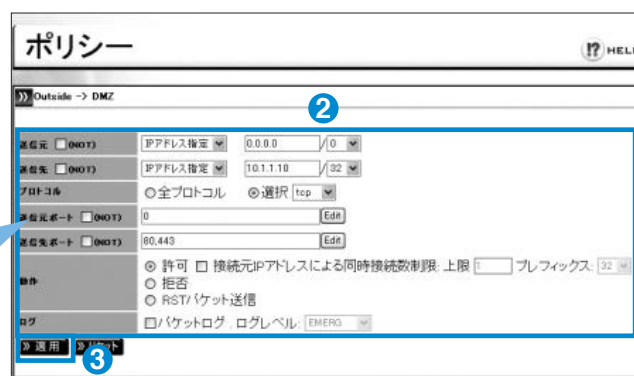 ポリシー
HEL
Outside -> DMZ
2
送信元 (NOT) IPアドレス指定 0.0.0.0 / 0
送信先 (NOT) IPアドレス指定 10.1.1.10 / 32
プロトコル 全プロトコル 選択 tcp
送信元ポート (NOT) 0 Edit
送信先ポート (NOT) 80,443 Edit
動作 許可 接続元IPアドレスによる同時接続数制限: 上限 1 プレフィックス: 32
拒否
RSTパケット送信
ログ パケットログ , ログレベル: EMERG
適用 リセット
3